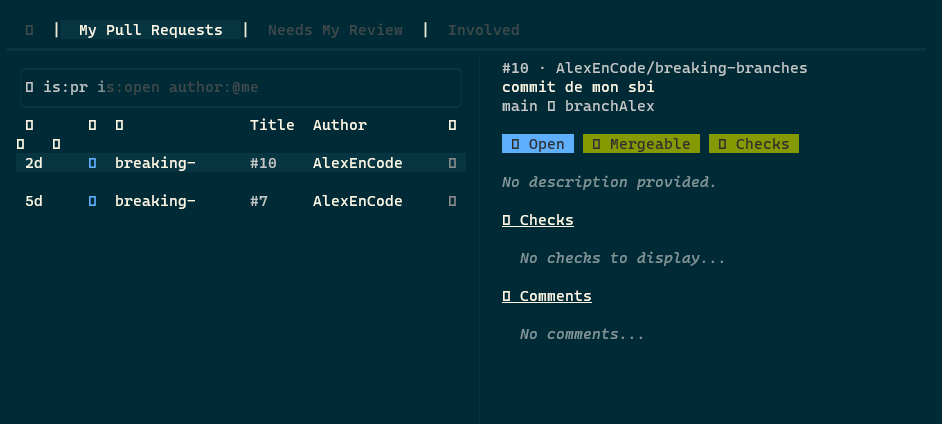 My Pull Requests | Needs My Review | Involved
is:pr is:open author:@me
Title Author
2d breaking- #10 AlexEnCode
5d breaking- #7 AlexEnCode
#10 · AlexEnCode/breaking-branches
commit de mon sbi
main branchAlex
Open Mergeable Checks
No description provided.
Checks
No checks to display...
Comments
No comments...